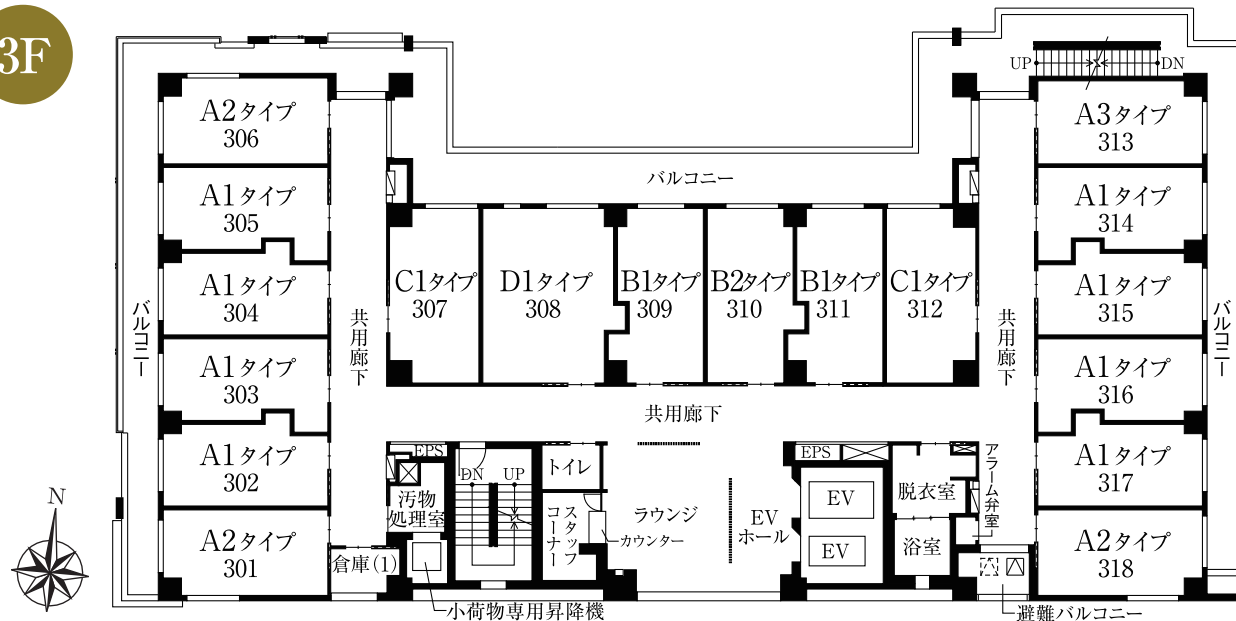 3F
UP
DN
A2タイプ
306
A1タイプ
305
A1タイプ
304
A1タイプ
303
A1タイプ
302
A2タイプ
301
バルコニー
共用廊下
バルコニー
C1タイプ
307
D1タイプ
308
B1タイプ
309
B2タイプ
310
B1タイプ
311
C1タイプ
312
共用廊下
共用廊下
A3タイプ
313
A1タイプ
314
A1タイプ
315
A1タイプ
316
A1タイプ
317
A2タイプ
318
バルコニー
EPS
DN
UP
トイレ
汚物
処理室
スタッフ
コーナー
カウンター
ラウンジ
EV
ホール
EPS
EV
EV
脱衣室
浴室
アラーム弁室
倉庫(1)
小荷物専用昇降機
避難バルコニー
N